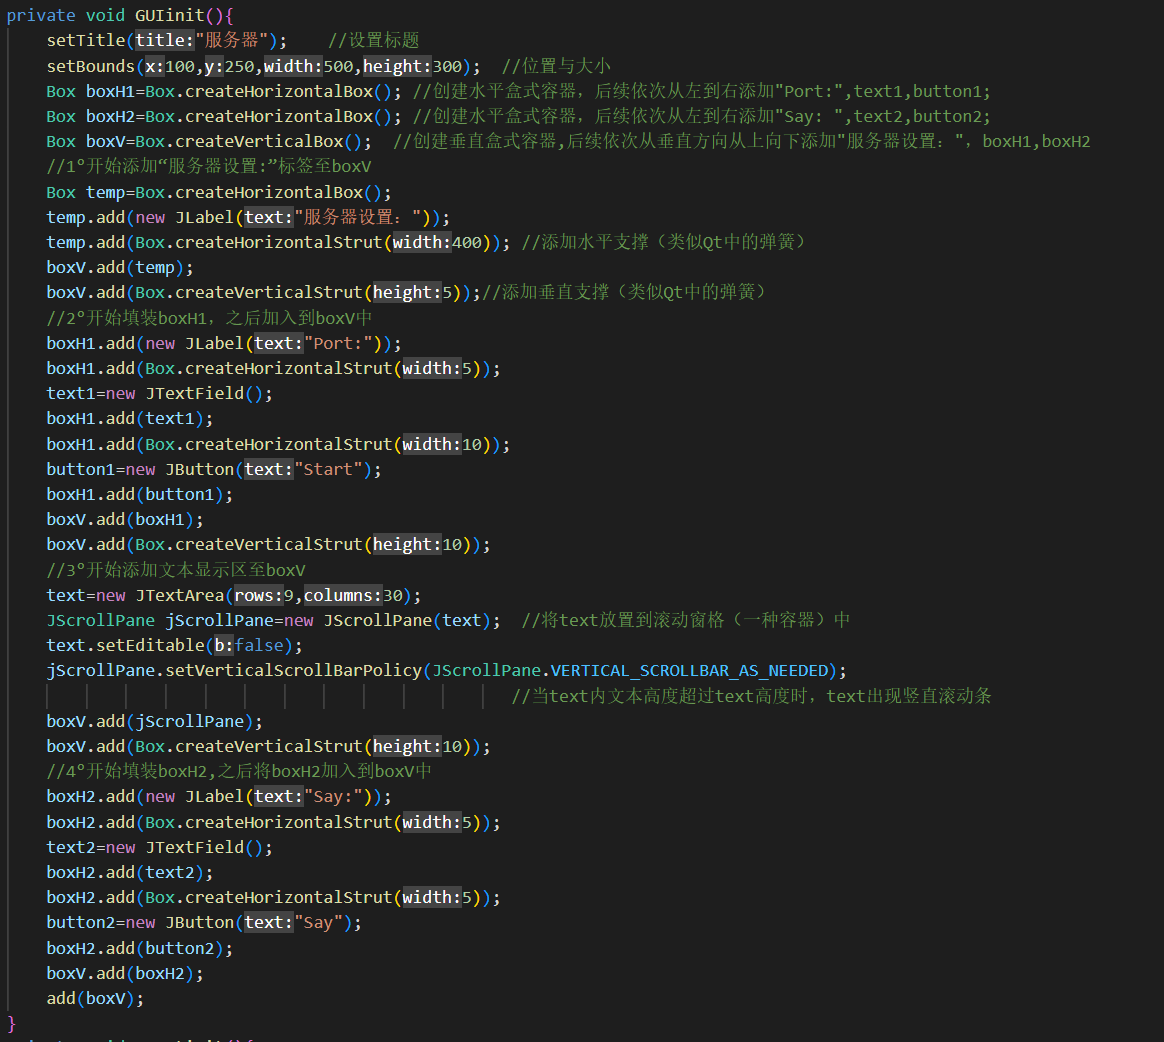 private void GUIinit(){
setTitle(title:"服务器");    //设置标题
setBounds(x:100,y:250,width:500,height:300);  //位置与大小
Box boxH1=Box.createHorizontalBox(); //创建水平盒式容器，后续依次从左到右添加"Port:",text1,button1;
Box boxH2=Box.createHorizontalBox(); //创建水平盒式容器，后续依次从左到右添加"Say: ",text2,button2;
Box boxV=Box.createVerticalBox();  //创建垂直盒式容器,后续依次从垂直方向从上向下添加"服务器设置："，boxH1,boxH2
//1°开始添加“服务器设置:”标签至boxV
Box temp=Box.createHorizontalBox();
temp.add(new JLabel(text:"服务器设置："));
temp.add(Box.createHorizontalStrut(width:400)); //添加水平支撑（类似Qt中的弹簧）
boxV.add(temp);
boxV.add(Box.createVerticalStrut(height:5));//添加垂直支撑（类似Qt中的弹簧）
//2°开始填装boxH1，之后加入到boxV中
boxH1.add(new JLabel(text:"Port:"));
boxH1.add(Box.createHorizontalStrut(width:5));
text1=new JTextField();
boxH1.add(text1);
boxH1.add(Box.createHorizontalStrut(width:10));
button1=new JButton(text:"Start");
boxH1.add(button1);
boxV.add(boxH1);
boxV.add(Box.createVerticalStrut(height:10));
//3°开始添加文本显示区至boxV
text=new JTextArea(rows:9,columns:30);
JScrollPane jScrollPane=new JScrollPane(text);  //将text放置到滚动窗格（一种容器）中
text.setEditable(b:false);
jScrollPane.setVerticalScrollBarPolicy(JScrollPane.VERTICAL_SCROLLBAR_AS_NEEDED);
//当text内文本高度超过text高度时，text出现竖直滚动条
boxV.add(jScrollPane);
boxV.add(Box.createVerticalStrut(height:10));
//4°开始填装boxH2,之后将boxH2加入到boxV中
boxH2.add(new JLabel(text:"Say:"));
boxH2.add(Box.createHorizontalStrut(width:5));
text2=new JTextField();
boxH2.add(text2);
boxH2.add(Box.createHorizontalStrut(width:5));
button2=new JButton(text:"Say");
boxH2.add(button2);
boxV.add(boxH2);
add(boxV);
}